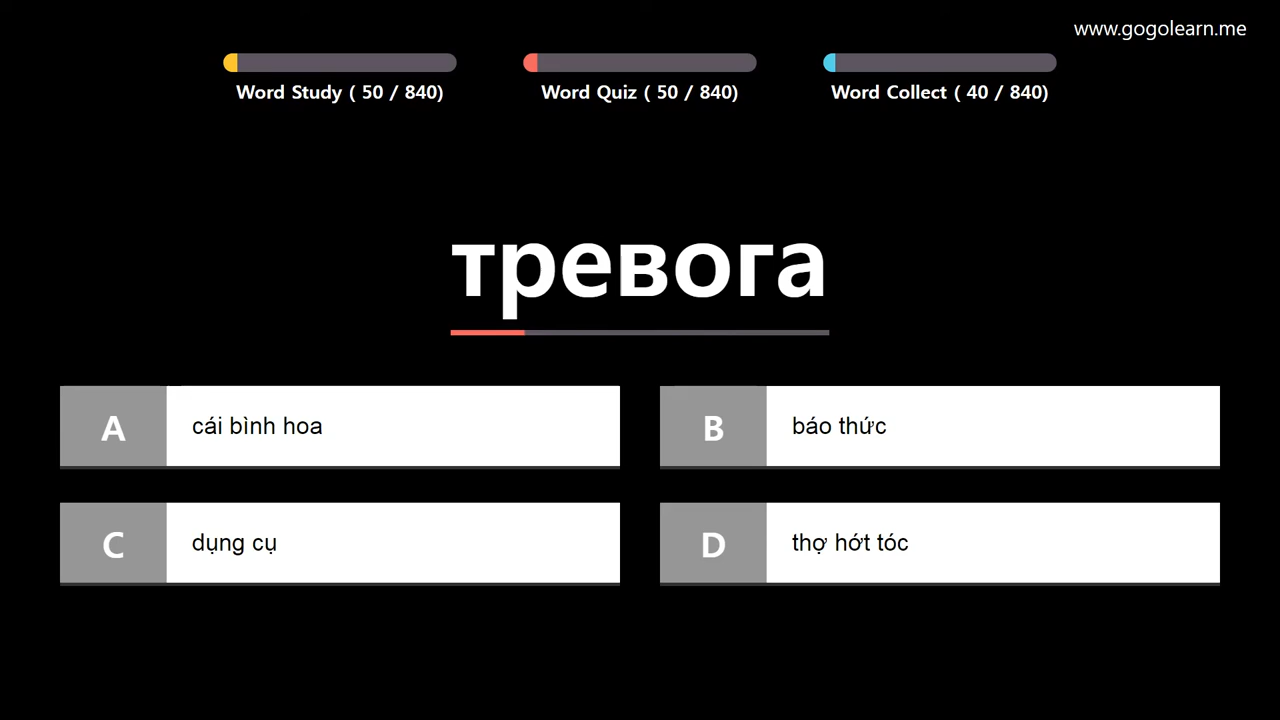 www.gogolearn.me
Word Study ( 50 / 840)
Word Quiz ( 50 / 840)
Word Collect ( 40 / 840)
тревога
A cái bình hoa
B báo thức
C dụng cụ
D thợ hớt tóc